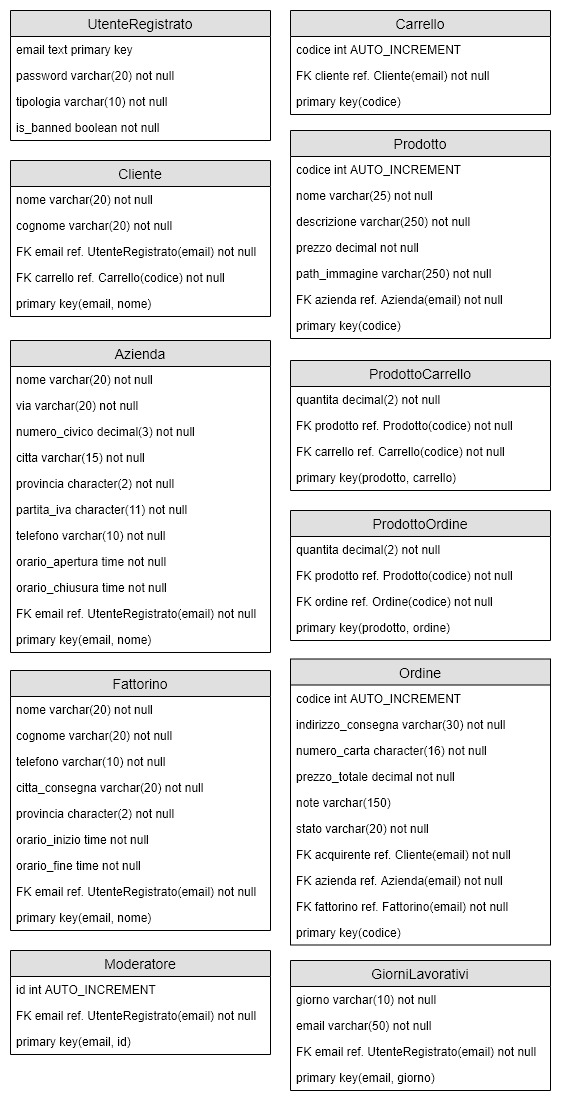 UtenteRegistrato
email text primary key
password varchar(20) not null
tipologia varchar(10) not null
is_banned boolean not null
Cliente
nome varchar(20) not null
cognome varchar(20) not null
FK email ref. UtenteRegistrato(email) not null
FK carrello ref. Carrello(codice) not null
primary key(email, nome)
Azienda
nome varchar(20) not null
via varchar(20) not null
numero_civico decimal(3) not null
citta varchar(15) not null
provincia character(2) not null
partita_iva character(11) not null
telefono varchar(10) not null
orario_apertura time not null
orario_chiusura time not null
FK email ref. UtenteRegistrato(email) not null
primary key(email, nome)
Fattorino
nome varchar(20) not null
cognome varchar(20) not null
telefono varchar(10) not null
citta_consegna varchar(20) not null
provincia character(2) not null
orario_inizio time not null
orario_fine time not null
FK email ref. UtenteRegistrato(email) not null
primary key(email, nome)
Moderatore
id int AUTO_INCREMENT
FK email ref. UtenteRegistrato(email) not null
primary key(email, id)
Carrello
codice int AUTO_INCREMENT
FK cliente ref. Cliente(email) not null
primary key(codice)
Prodotto
codice int AUTO_INCREMENT
nome varchar(25) not null
descrizione varchar(250) not null
prezzo decimal not null
path_immagine varchar(250) not null
FK azienda ref. Azienda(email) not null
primary key(codice)
ProdottoCarrello
quantita decimal(2) not null
FK prodotto ref. Prodotto(codice) not null
FK carrello ref. Carrello(codice) not null
primary key(prodotto, carrello)
ProdottoOrdine
quantita decimal(2) not null
FK prodotto ref. Prodotto(codice) not null
FK ordine ref. Ordine(codice) not null
primary key(prodotto, ordine)
Ordine
codice int AUTO_INCREMENT
indirizzo_consegna varchar(30) not null
numero_carta character(16) not null
prezzo_totale decimal not null
note varchar(150)
stato varchar(20) not null
FK acquirente ref. Cliente(email) not null
FK azienda ref. Azienda(email) not null
FK fattorino ref. Fattorino(email) not null
primary key(codice)
GiorniLavorativi
giorno varchar(10) not null
email varchar(50) not null
FK email ref. UtenteRegistrato(email) not null
primary key(email, giorno)